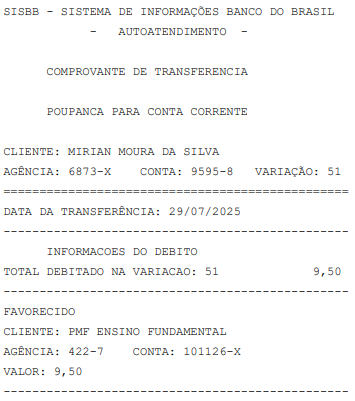 SISBB - SISTEMA DE INFORMAÇÕES BANCO DO BRASIL
- AUTOATENDIMENTO -
COMPROVANTE DE TRANSFERENCIA
POUPANCA PARA CONTA CORRENTE
CLIENTE: MIRIAN MOURA DA SILVA
AGÊNCIA: 6873-X CONTA: 9595-8 VARIAÇÃO: 51
================================================
DATA DA TRANSFERÊNCIA: 29/07/2025
------------------------------------------------
INFORMACOES DO DEBITO
TOTAL DEBITADO NA VARIACAO: 51 9,50
------------------------------------------------
FAVORECIDO
CLIENTE: PMF ENSINO FUNDAMENTAL
AGÊNCIA: 422-7 CONTA: 101126-X
VALOR: 9,50
------------------------------------------------